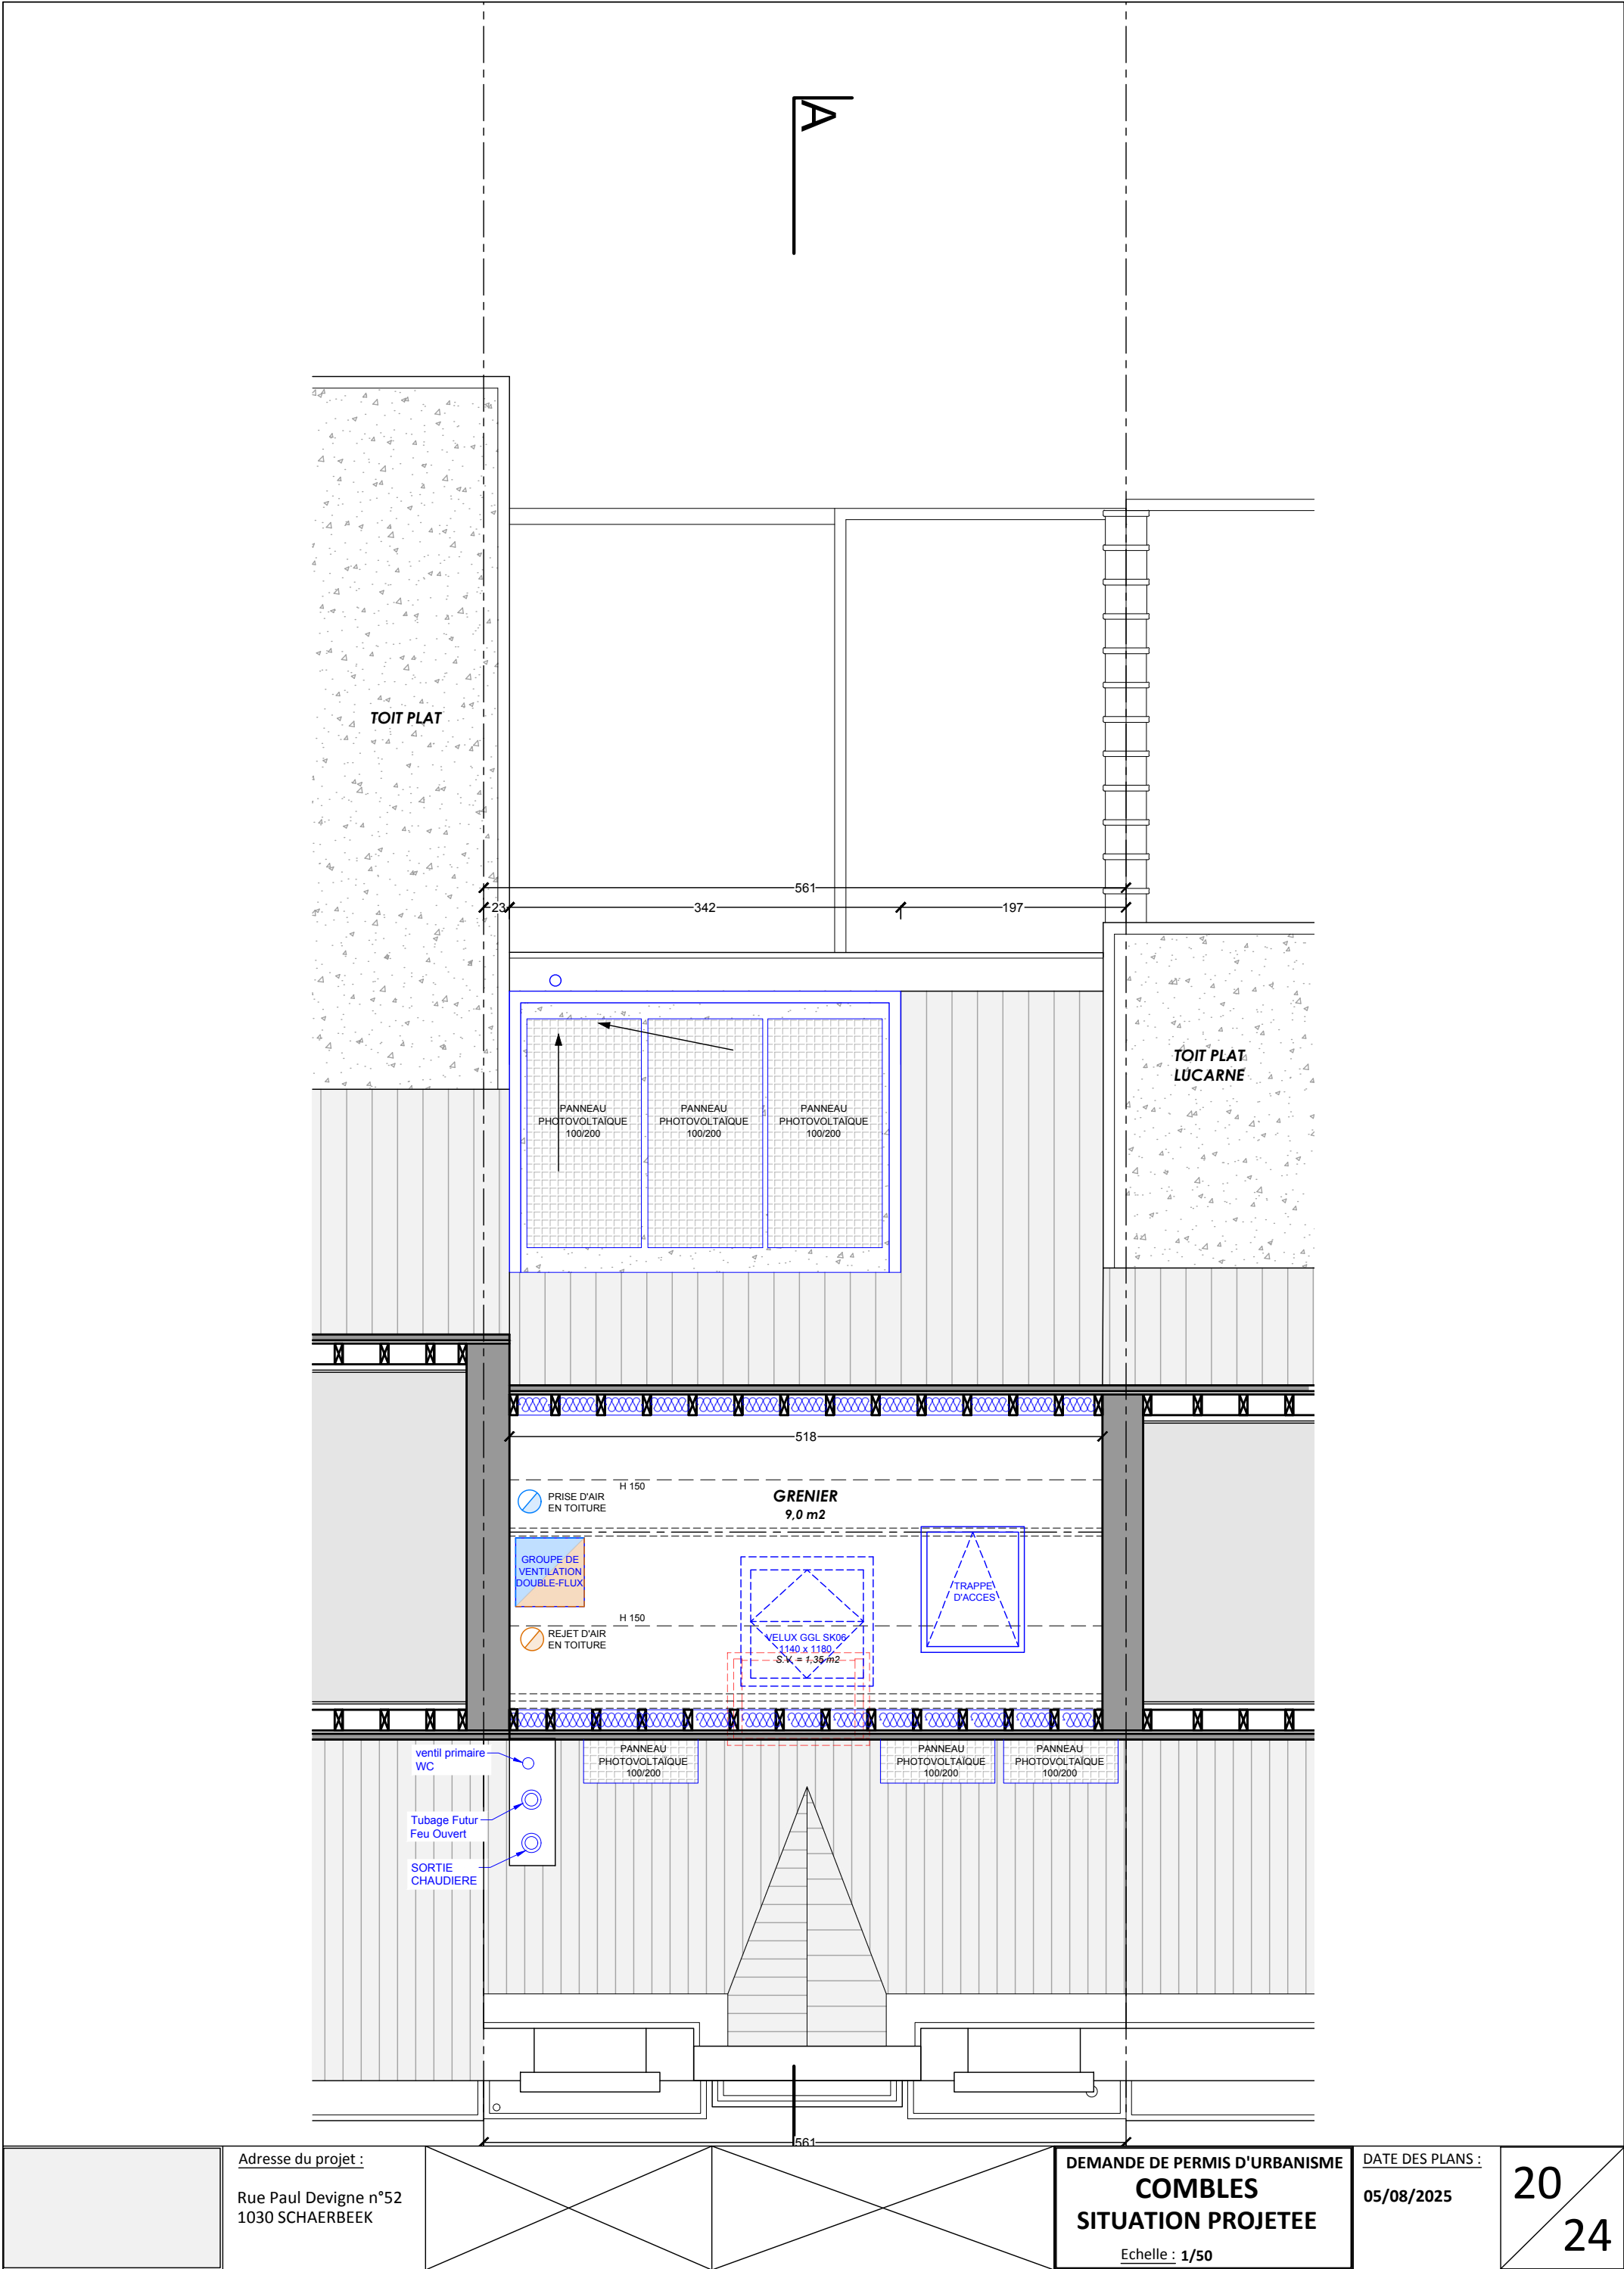 A
TOIT PLAT
561
23
342
197
TOIT PLAT
LUCARNE
PANNEAU
PHOTOVOLTAÏQUE
100/200
PANNEAU
PHOTOVOLTAÏQUE
100/200
PANNEAU
PHOTOVOLTAÏQUE
100/200
518
H 150
PRISE D'AIR
EN TOITURE
GRENIER
9,0 m2
GROUPE DE
VENTILATION
DOUBLE-FLUX
TRAPPE
D'ACCES
H 150
REJET D'AIR
EN TOITURE
VELUX GGL SK06
1140 x 1180
S.V. = 1,35 m2
ventil primaire
WC
PANNEAU
PHOTOVOLTAÏQUE
100/200
PANNEAU
PHOTOVOLTAÏQUE
100/200
PANNEAU
PHOTOVOLTAÏQUE
100/200
Tubage Futur
Feu Ouvert
SORTIE
CHAUDIERE
561
Adresse du projet :
Rue Paul Devigne n°52
1030 SCHAERBEEK
DEMANDE DE PERMIS D'URBANISME
COMBLES
SITUATION PROJETEE
Echelle : 1/50
DATE DES PLANS :
05/08/2025
20
24